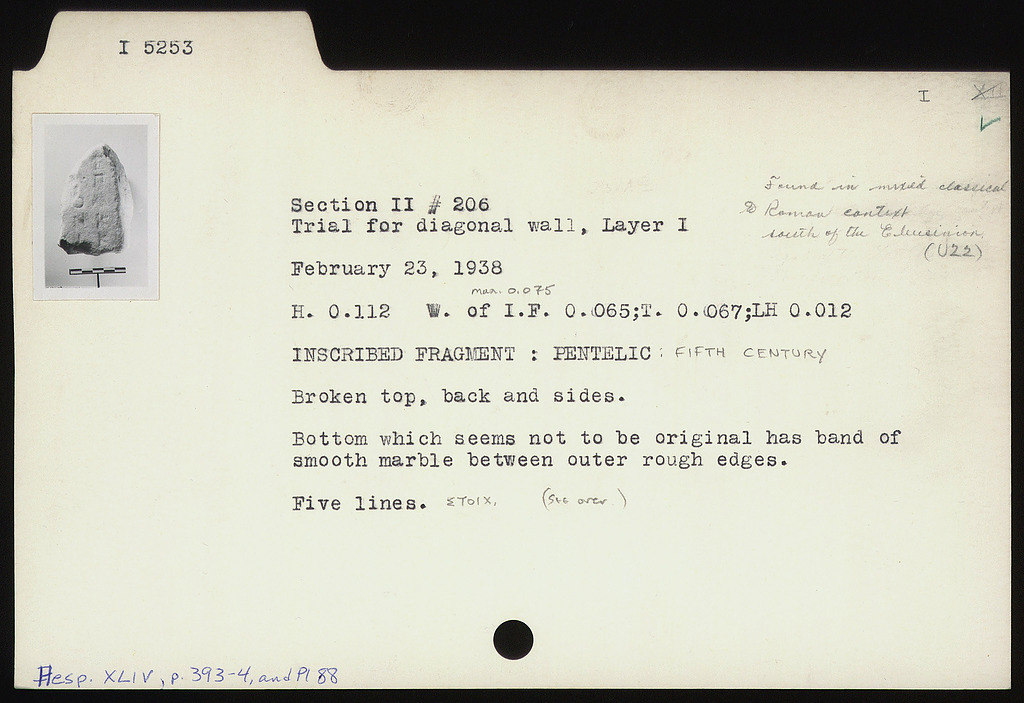 I 5253
I XII
Found in mixed classical
to Roman context
south of the Eleusinion.
(U22)
Section II # 206
Trial for diagonal wall, Layer I
February 23, 1938
max. 0.075
H. 0.112 W. of I.F. 0.065;T. 0.067;LH 0.012
INSCRIBED FRAGMENT : PENTELIC : FIFTH CENTURY
Broken top, back and sides.
Bottom which seems not to be original has band of
smooth marble between outer rough edges.
Five lines. ΣΤΟΙΧ. (See over.)
Hesp. XLIV, p. 393-4, and Pl 88